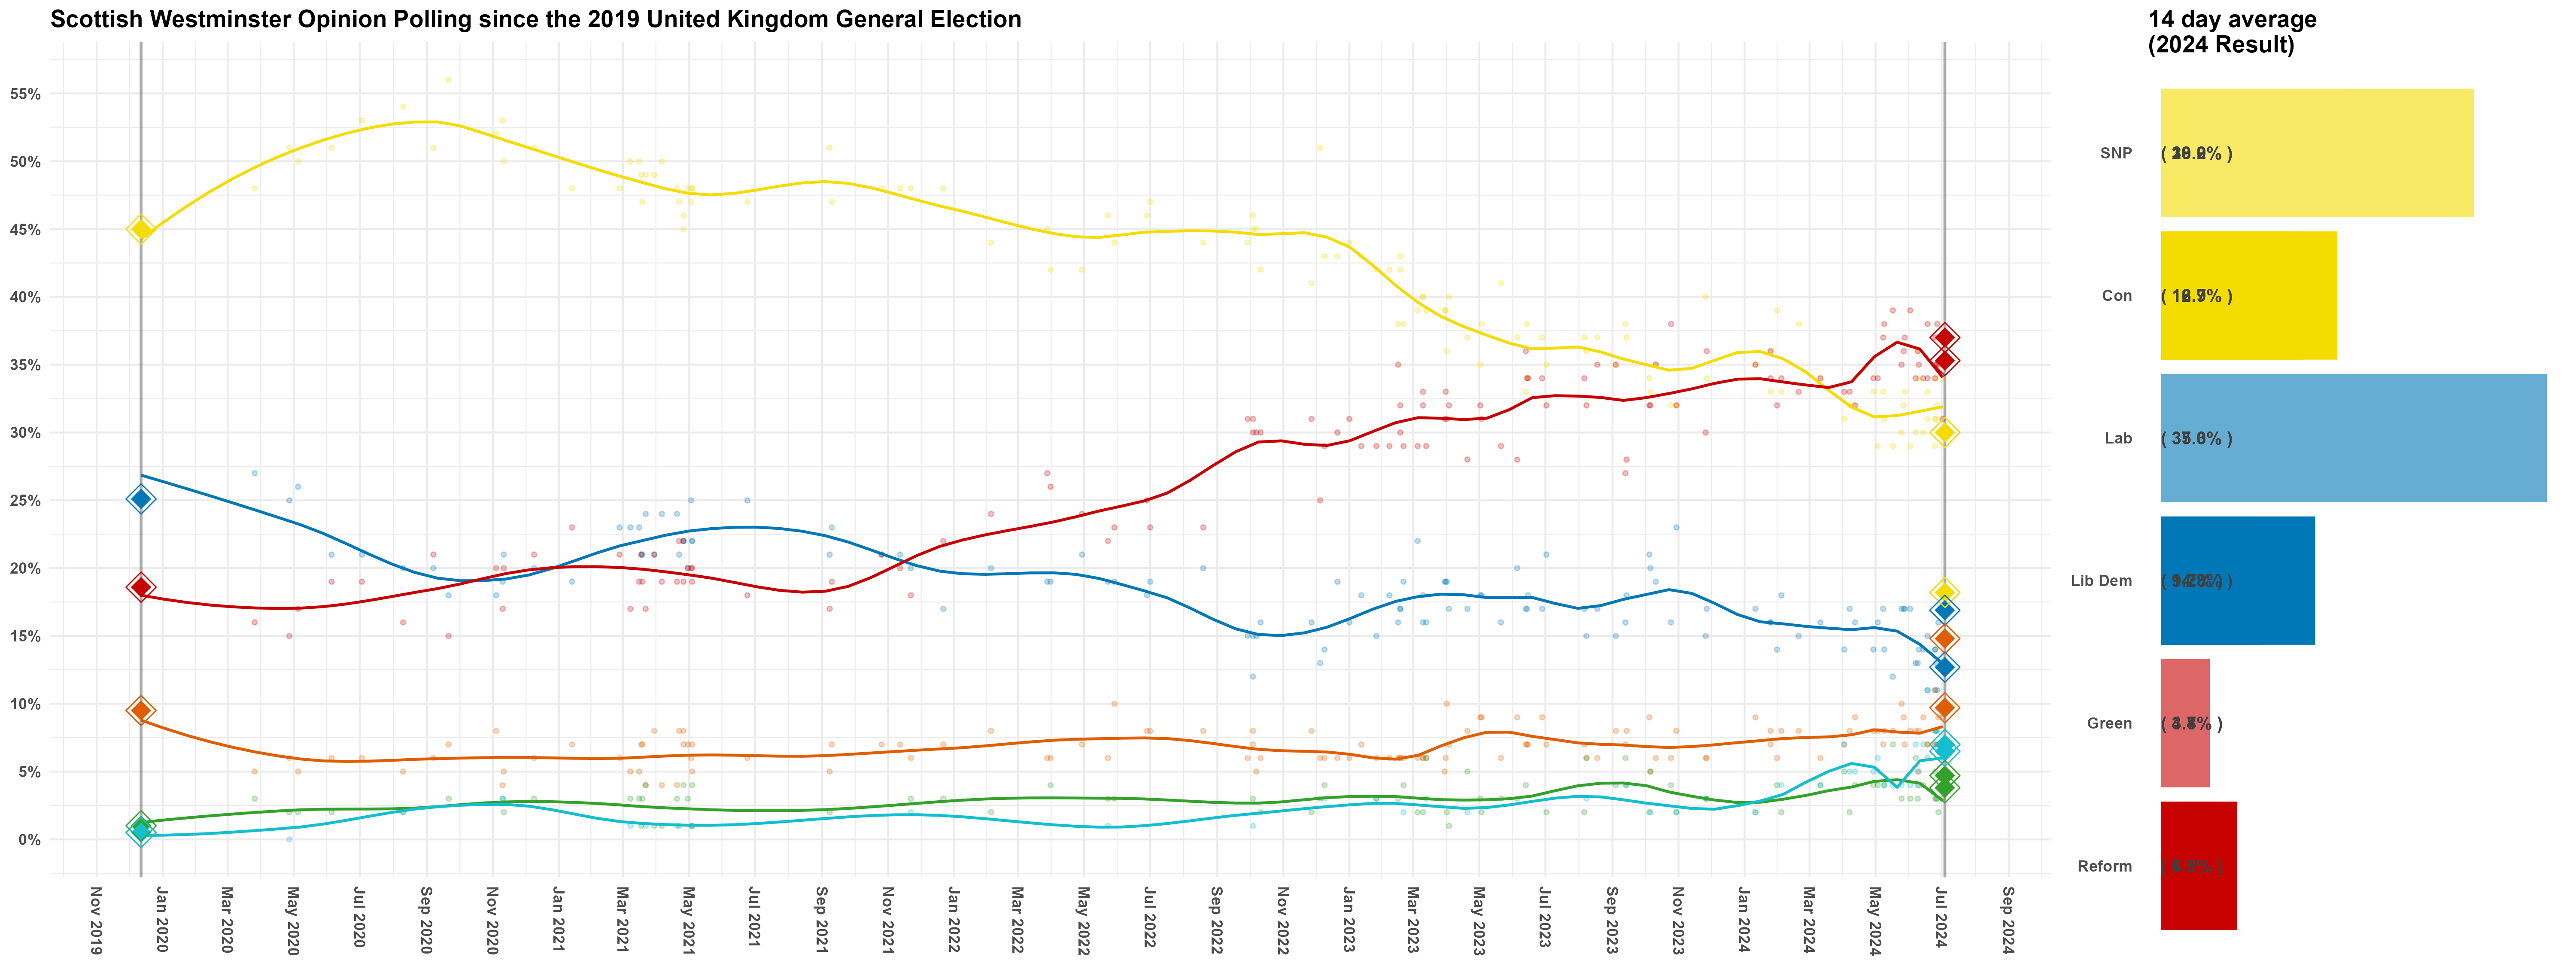 Scottish Westminster Opinion Polling since the 2019 United Kingdom General Election
14 day average
(2024 Result)
55%
50%
45%
40%
35%
30%
25%
20%
15%
10%
5%
0%
Nov 2019
Jan 2020
Mar 2020
May 2020
Jul 2020
Sep 2020
Nov 2020
Jan 2021
Mar 2021
May 2021
Jul 2021
Sep 2021
Nov 2021
Jan 2022
Mar 2022
May 2022
Jul 2022
Sep 2022
Nov 2022
Jan 2023
Mar 2023
May 2023
Jul 2023
Sep 2023
Nov 2023
Jan 2024
Mar 2024
May 2024
Jul 2024
Sep 2024
SNP
Con
Lab
Lib Dem
Green
Reform